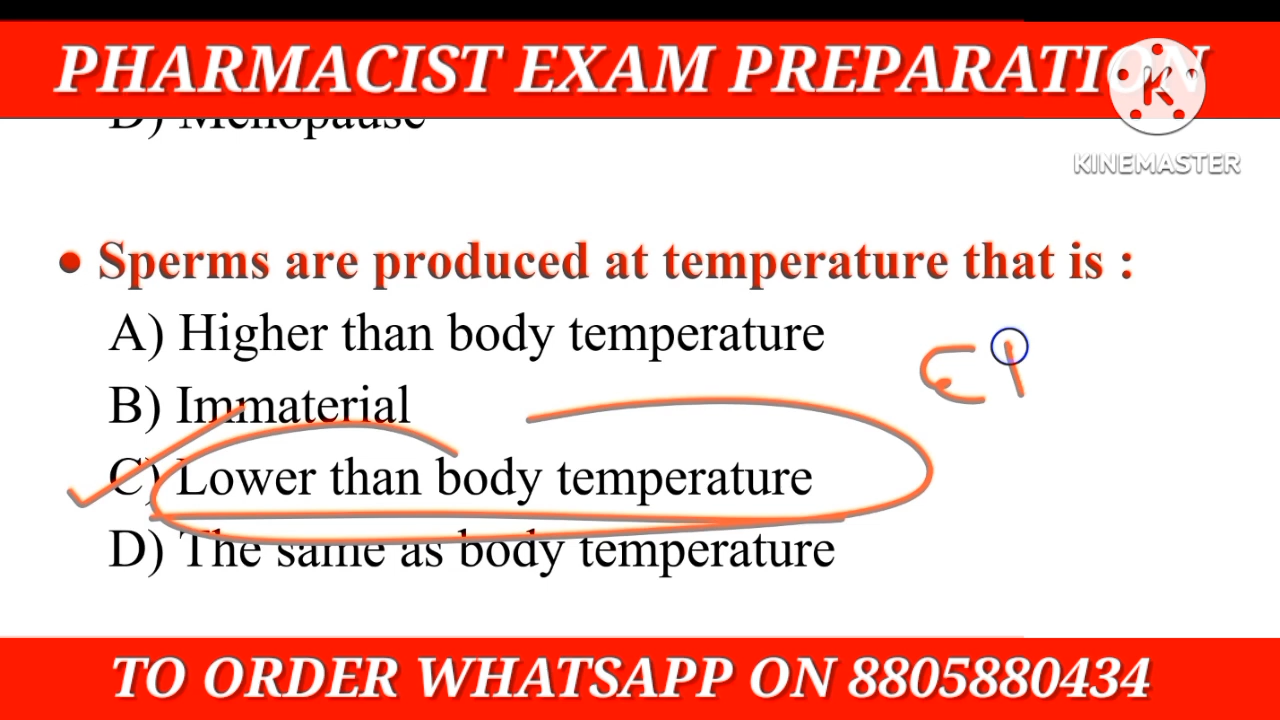 PHARMACIST EXAM PREPARATION
D) Menopause
KINEMASTER
• Sperms are produced at temperature that is :
A) Higher than body temperature
B) Immaterial
C) Lower than body temperature
D) The same as body temperature
TO ORDER WHATSAPP ON 8805880434